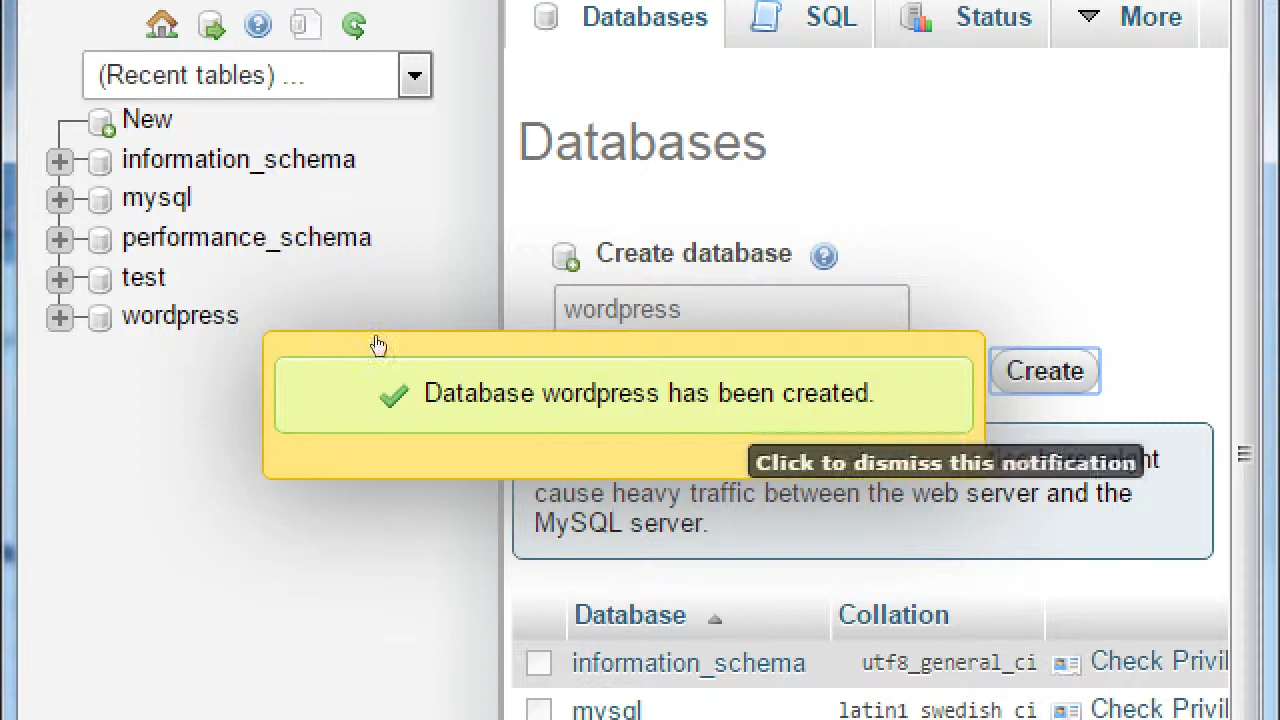 Databases
SQL
Status
More
(Recent tables) ...
New
information_schema
mysql
performance_schema
test
wordpress
Databases
Create database
wordpress
Create
Database wordpress has been created.
Click to dismiss this notification
cause heavy traffic between the web server and the
MySQL server.
Database
Collation
information_schema utf8_general_ci Check Privil
mysql latin1_swedish_ci Check Privil